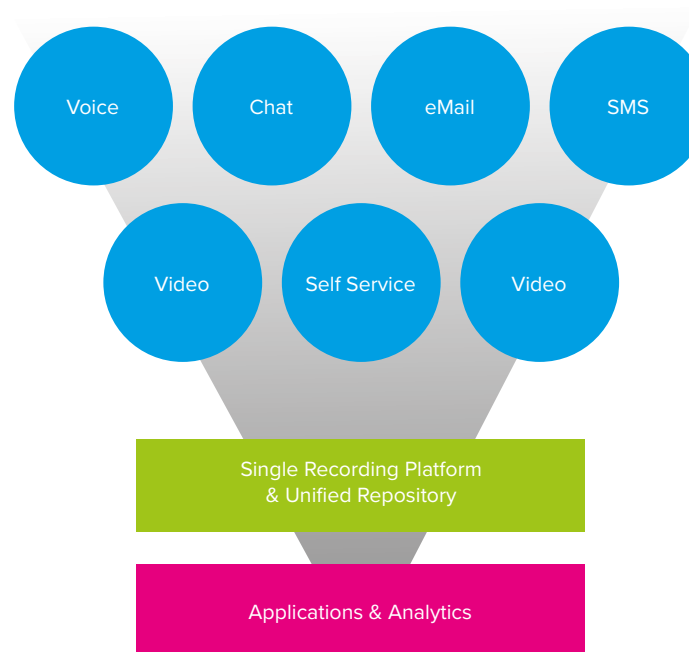 Voice
Chat
eMail
SMS
Video
Self Service
Video
Single Recording Platform
& Unified Repository
Applications & Analytics